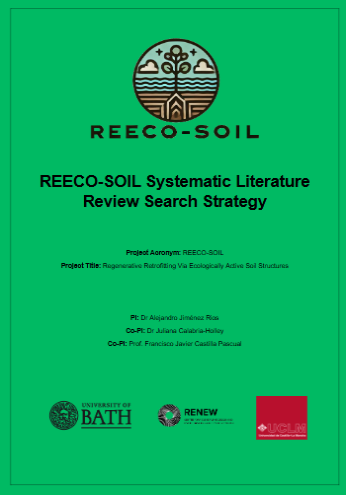 REECO-SOIL
REECO-SOIL Systematic Literature
Review Search Strategy
Project Acronym: REECO-SOIL
Project Title: Regenerative Retrofitting Via Ecologically Active Soil Structures
PI: Dr Alejandro Jiménez Rios
Co-PI: Dr Juliana Calabria-Holley
Co-PI: Prof. Francisco Javier Castilla Pascual
UNIVERSITY OF
BATH
RENEW
UCLM